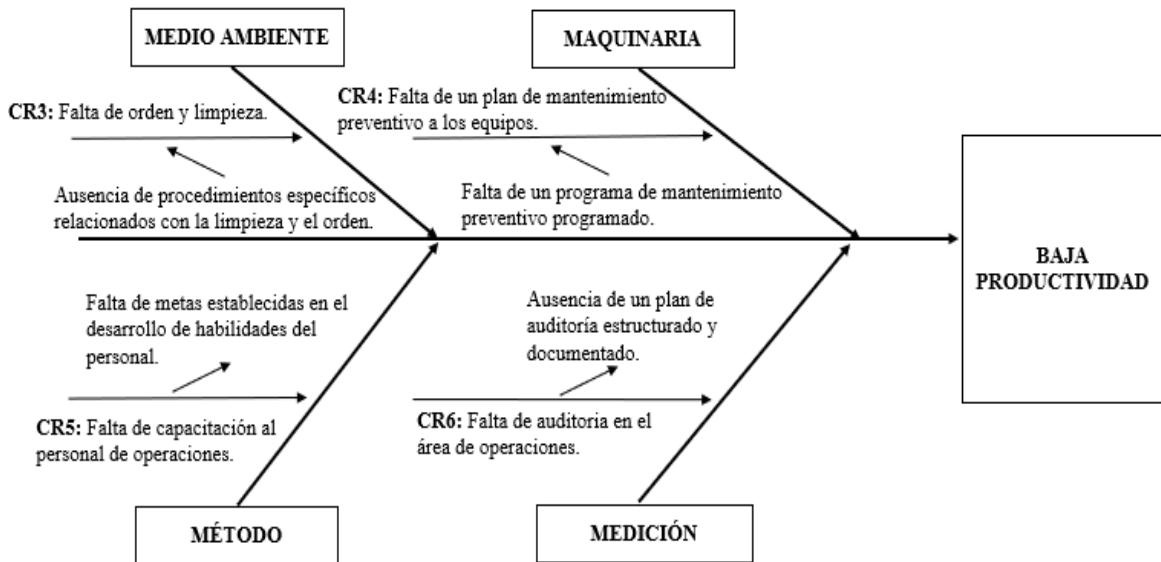 MEDIO AMBIENTE
MAQUINARIA
CR3: Falta de orden y limpieza.
CR4: Falta de un plan de mantenimiento
preventivo a los equipos.
Ausencia de procedimientos específicos
relacionados con la limpieza y el orden.
Falta de un programa de mantenimiento
preventivo programado.
BAJA
PRODUCTIVIDAD
Falta de metas establecidas en el
desarrollo de habilidades del
personal.
Ausencia de un plan de
auditoría estructurado y
documentado.
CR5: Falta de capacitación al
personal de operaciones.
CR6: Falta de auditoria en el
área de operaciones.
MÉTODO
MEDICIÓN